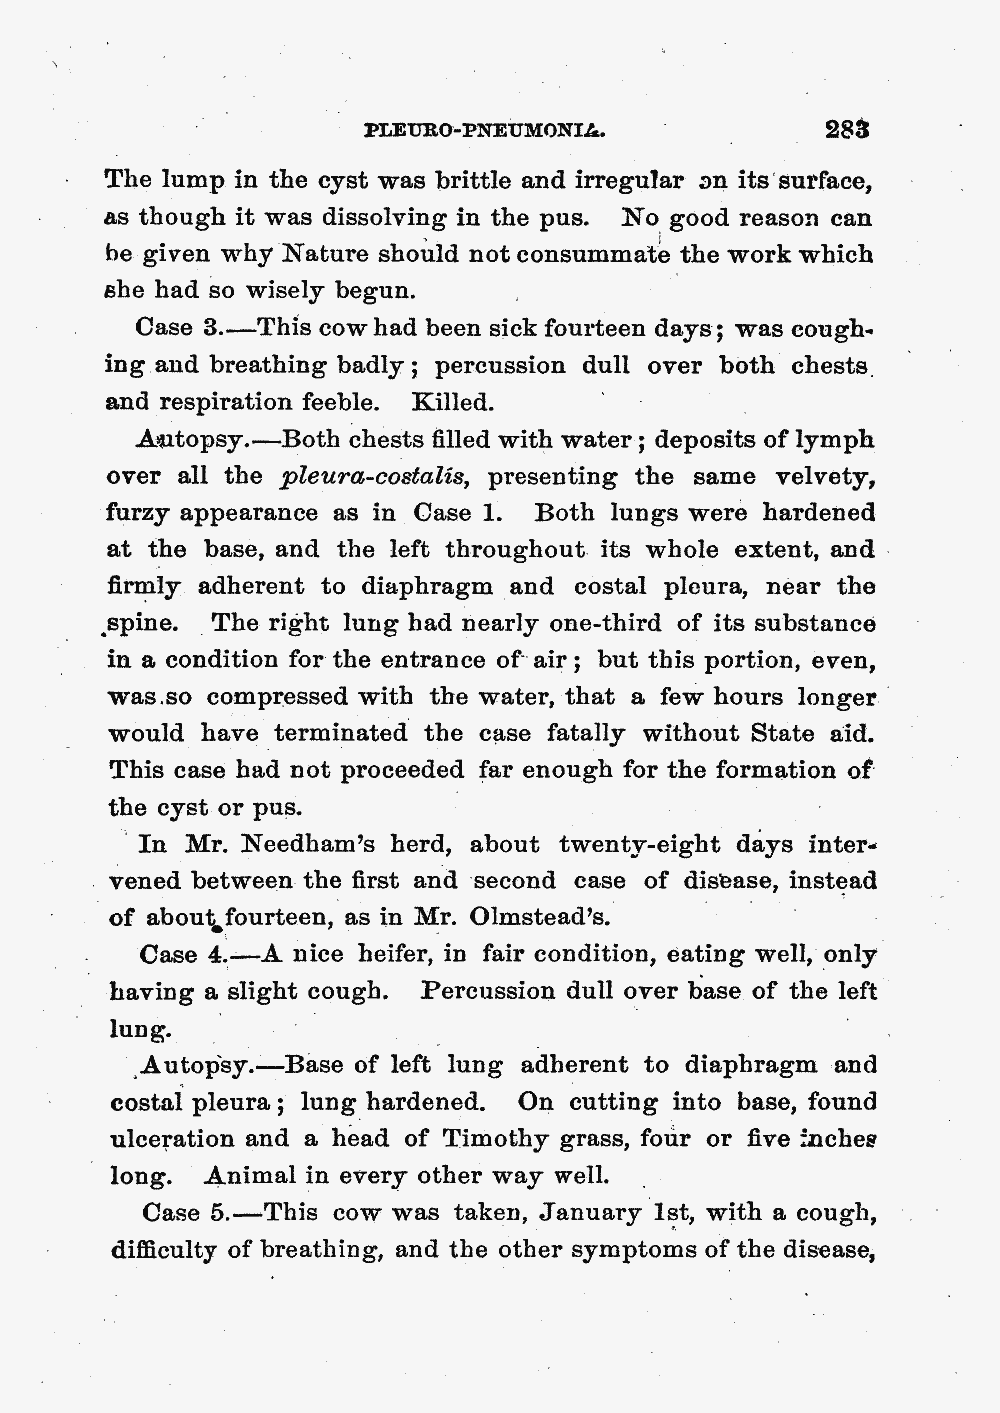 PLEURO-PNEUMONIA. 283
The lump in the cyst was brittle and irregular on its surface,
as though it was dissolving in the pus. No good reason can
be given why Nature should not consummate the work which
she had so wisely begun.
Case 3.—This cow had been sick fourteen days; was cough-
ing and breathing badly; percussion dull over both chests
and respiration feeble. Killed.
Autopsy.—Both chests filled with water; deposits of lymph
over all the pleura-costalis, presenting the same velvety,
furzy appearance as in Case 1. Both lungs were hardened
at the base, and the left throughout its whole extent, and
firmly adherent to diaphragm and costal pleura, near the
spine. The right lung had nearly one-third of its substance
in a condition for the entrance of air; but this portion, even,
was so compressed with the water, that a few hours longer
would have terminated the case fatally without State aid.
This case had not proceeded far enough for the formation of
the cyst or pus.
In Mr. Needham's herd, about twenty-eight days inter-
vened between the first and second case of disease, instead
of about fourteen, as in Mr. Olmstead's.
Case 4.—A nice heifer, in fair condition, eating well, only
having a slight cough. Percussion dull over base of the left
lung.
Autopsy.—Base of left lung adherent to diaphragm and
costal pleura; lung hardened. On cutting into base, found
ulceration and a head of Timothy grass, four or five inches
long. Animal in every other way well.
Case 5.—This cow was taken, January 1st, with a cough,
difficulty of breathing, and the other symptoms of the disease,